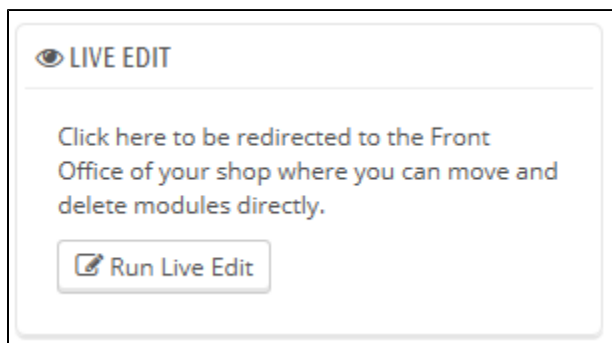 LIVE EDIT
Click here to be redirected to the Front
Office of your shop where you can move and
delete modules directly.
Run Live Edit